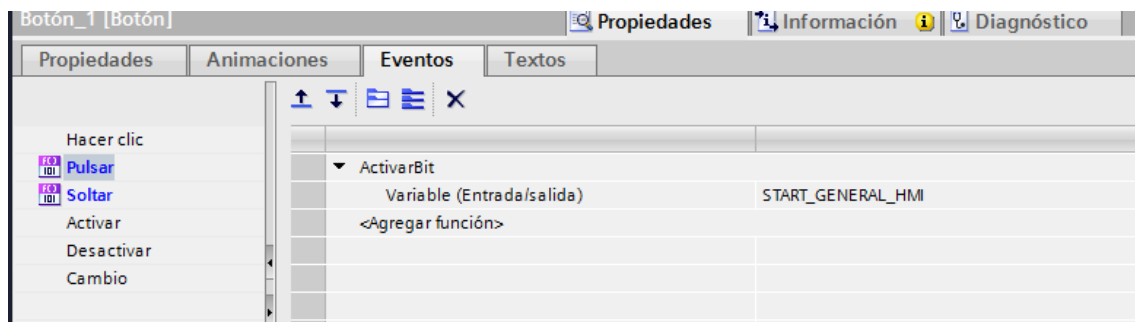 Botón_1 [Botón]
Propiedades
Información
Diagnóstico
Propiedades
Animaciones
Eventos
Textos
Hacer clic
Pulsar
ActivarBit
Soltar
Variable (Entrada/salida)
START_GENERAL_HMI
Activar
<Agregar función>
Desactivar
Cambio